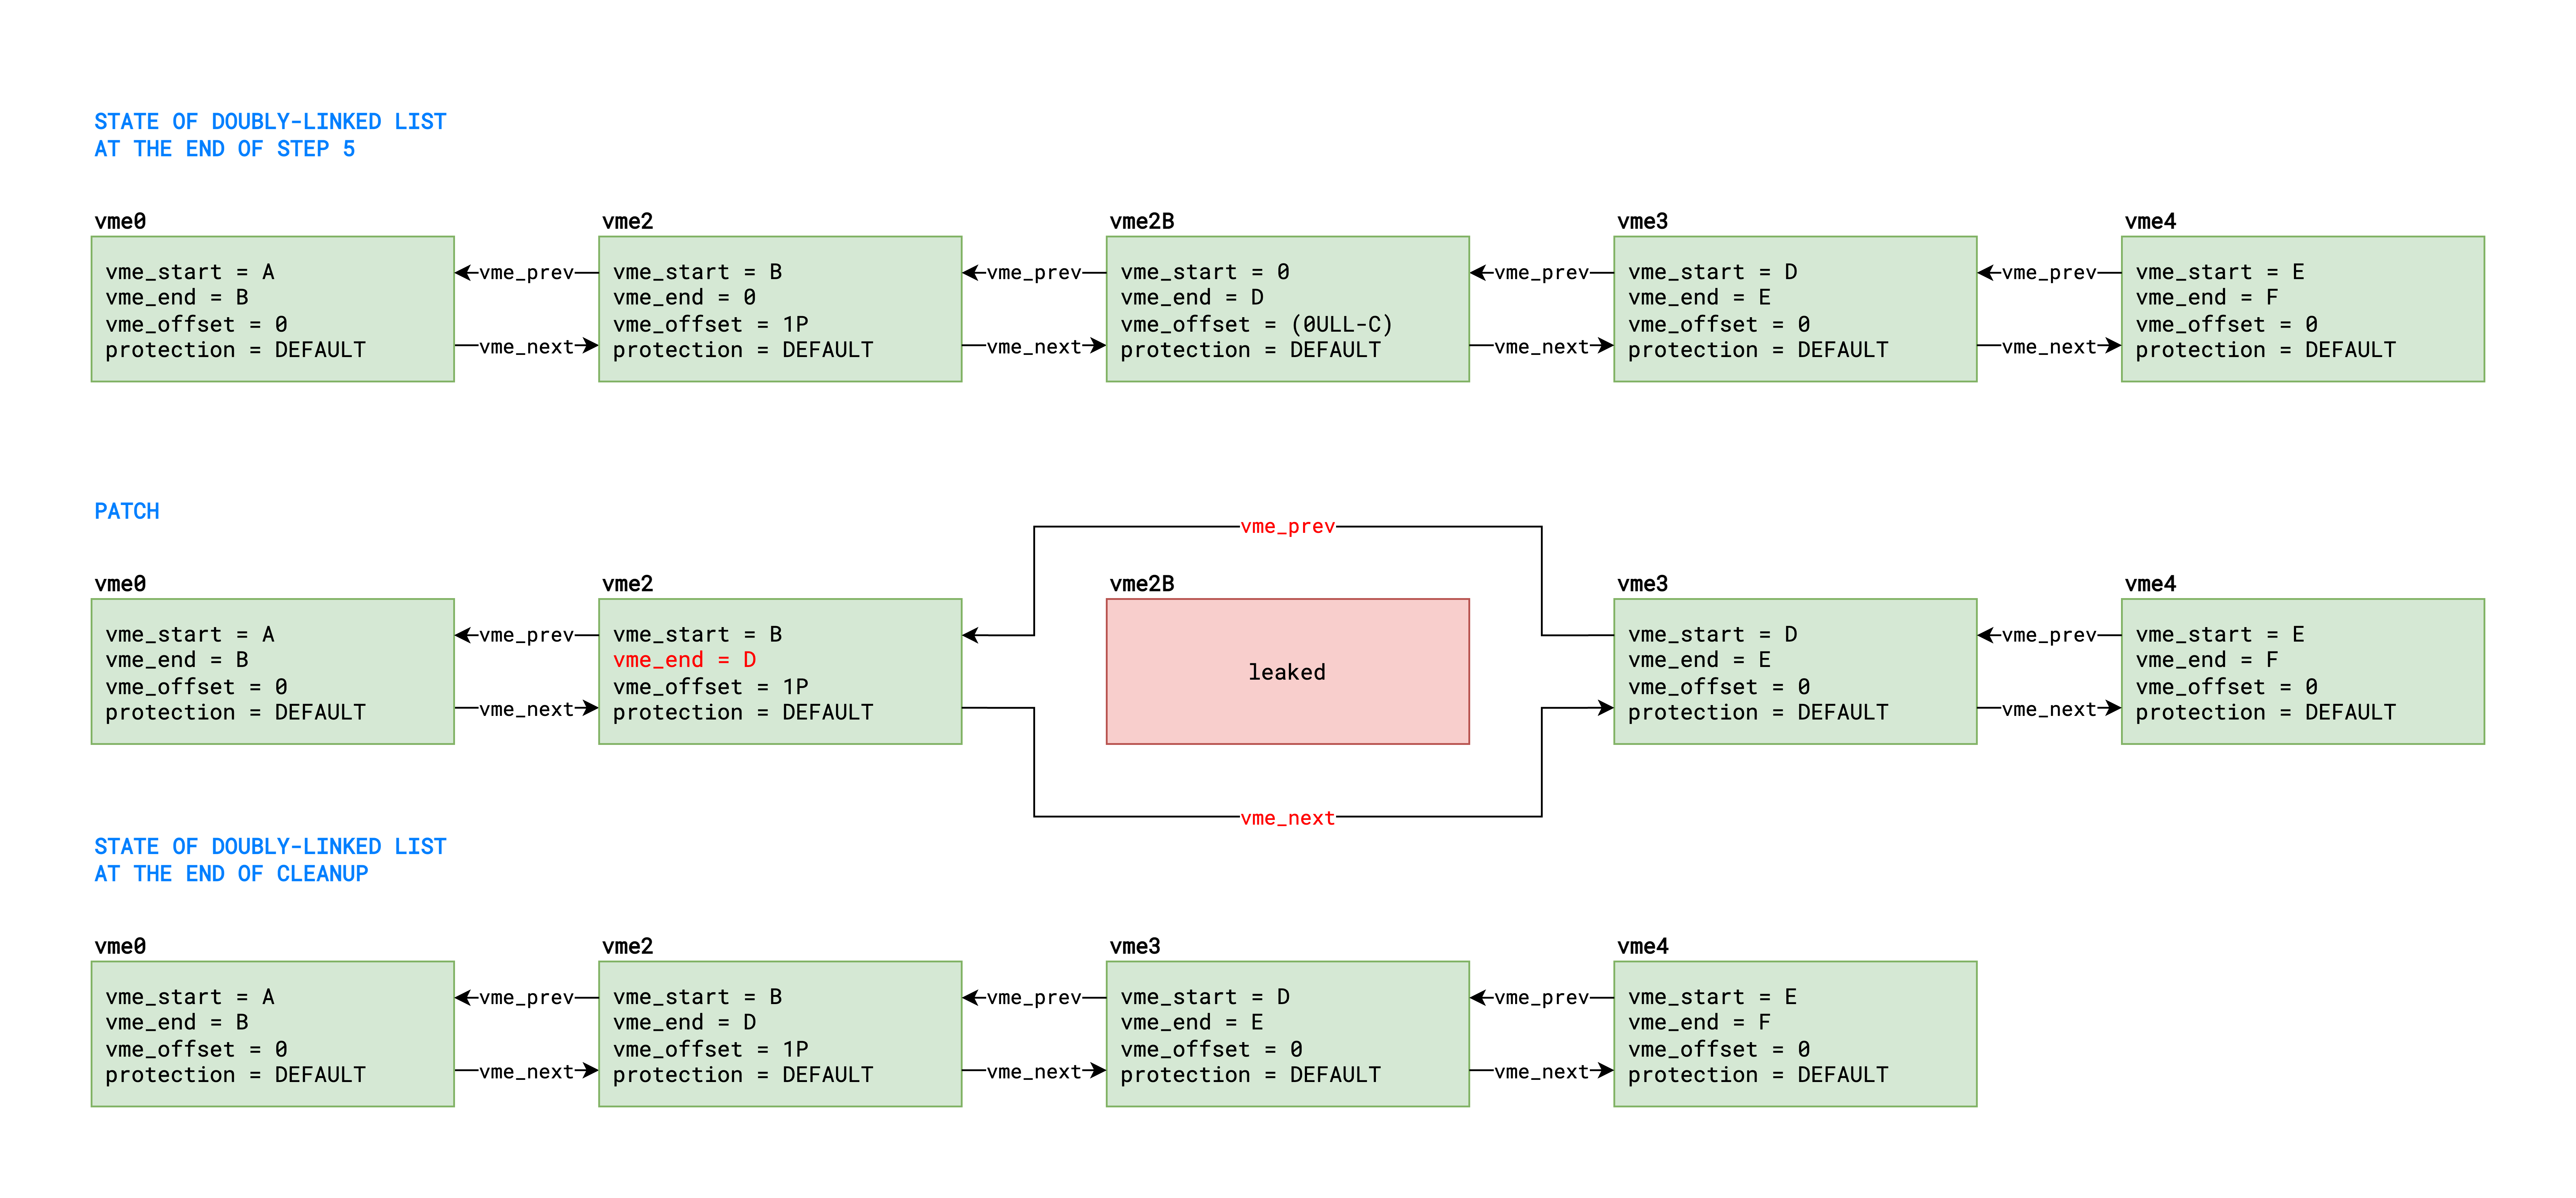 STATE OF DOUBLY-LINKED LIST
AT THE END OF STEP 5
vme0
vme_start = A
vme_end = B
vme_offset = 0
protection = DEFAULT
vme_prev
vme_next
vme2
vme_start = B
vme_end = 0
vme_offset = 1P
protection = DEFAULT
vme_prev
vme_next
vme2B
vme_start = 0
vme_end = D
vme_offset = (0ULL-C)
protection = DEFAULT
vme_prev
vme_next
vme3
vme_start = D
vme_end = E
vme_offset = 0
protection = DEFAULT
vme_prev
vme_next
vme4
vme_start = E
vme_end = F
vme_offset = 0
protection = DEFAULT
PATCH
vme0
vme_start = A
vme_end = B
vme_offset = 0
protection = DEFAULT
vme_prev
vme_next
vme2
vme_start = B
vme_end = D
vme_offset = 1P
protection = DEFAULT
vme_prev
vme2B
leaked
vme_next
vme3
vme_start = D
vme_end = E
vme_offset = 0
protection = DEFAULT
vme_prev
vme_next
vme4
vme_start = E
vme_end = F
vme_offset = 0
protection = DEFAULT
STATE OF DOUBLY-LINKED LIST
AT THE END OF CLEANUP
vme0
vme_start = A
vme_end = B
vme_offset = 0
protection = DEFAULT
vme_prev
vme_next
vme2
vme_start = B
vme_end = D
vme_offset = 1P
protection = DEFAULT
vme_prev
vme_next
vme3
vme_start = D
vme_end = E
vme_offset = 0
protection = DEFAULT
vme_prev
vme_next
vme4
vme_start = E
vme_end = F
vme_offset = 0
protection = DEFAULT